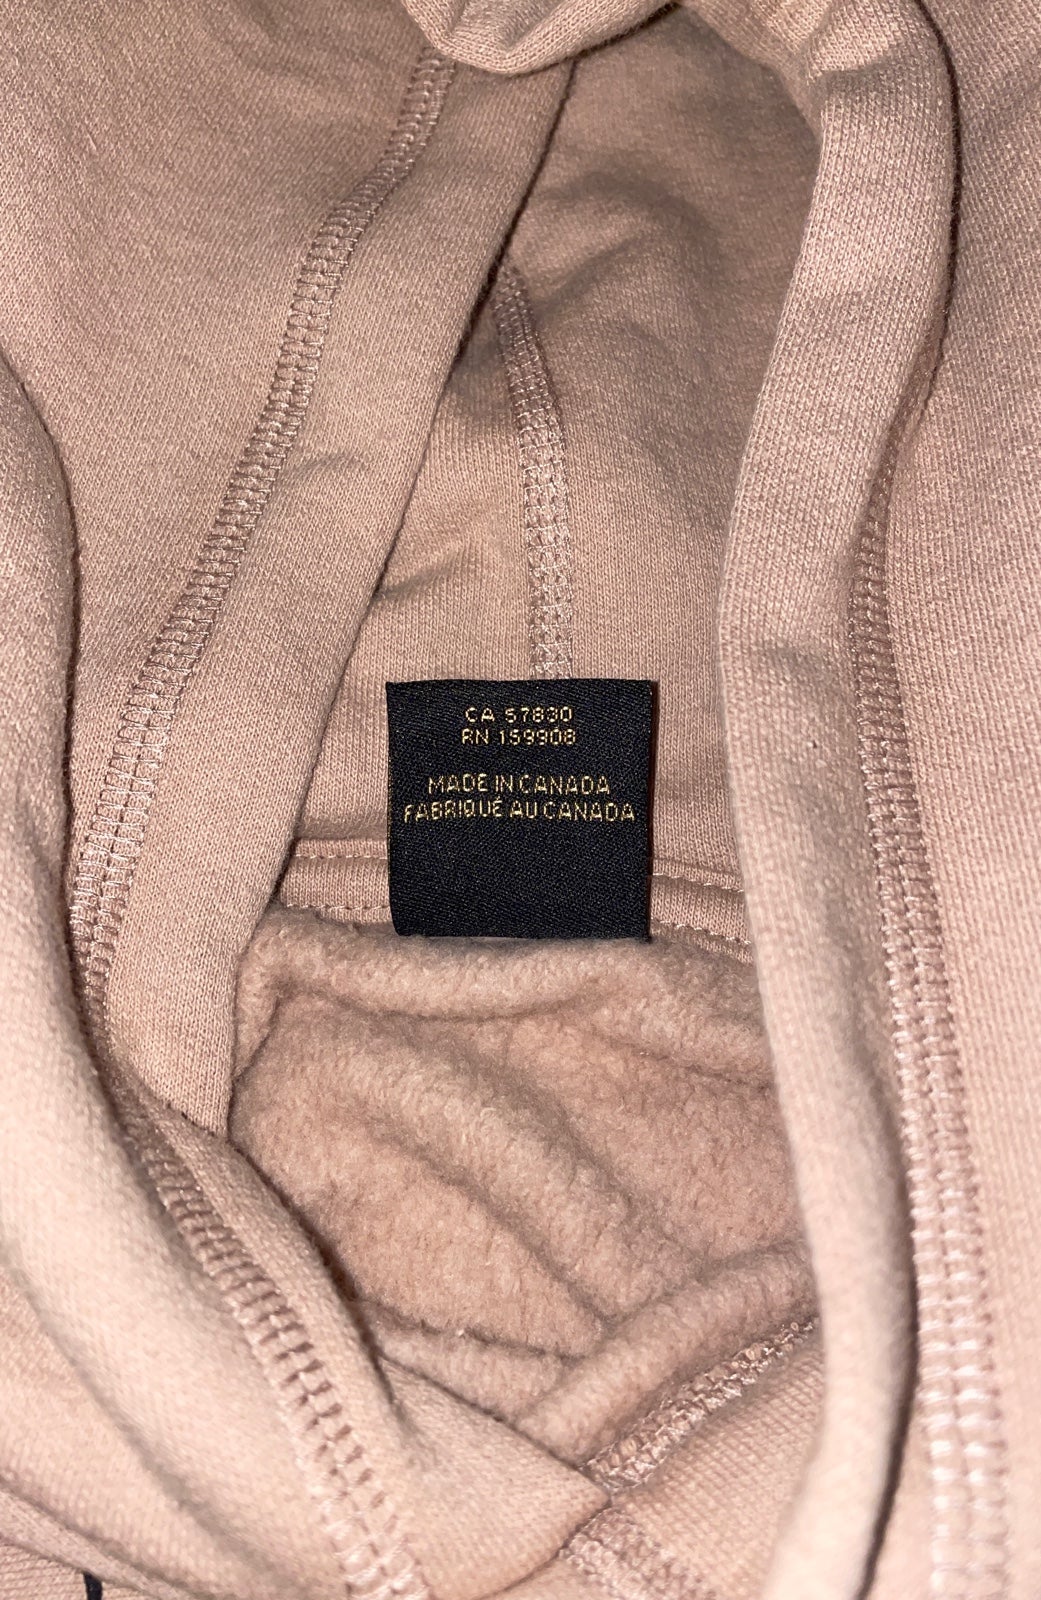 CA 57830
RN 159908
MADE IN CANADA
FABRIQUÉ AU CANADA